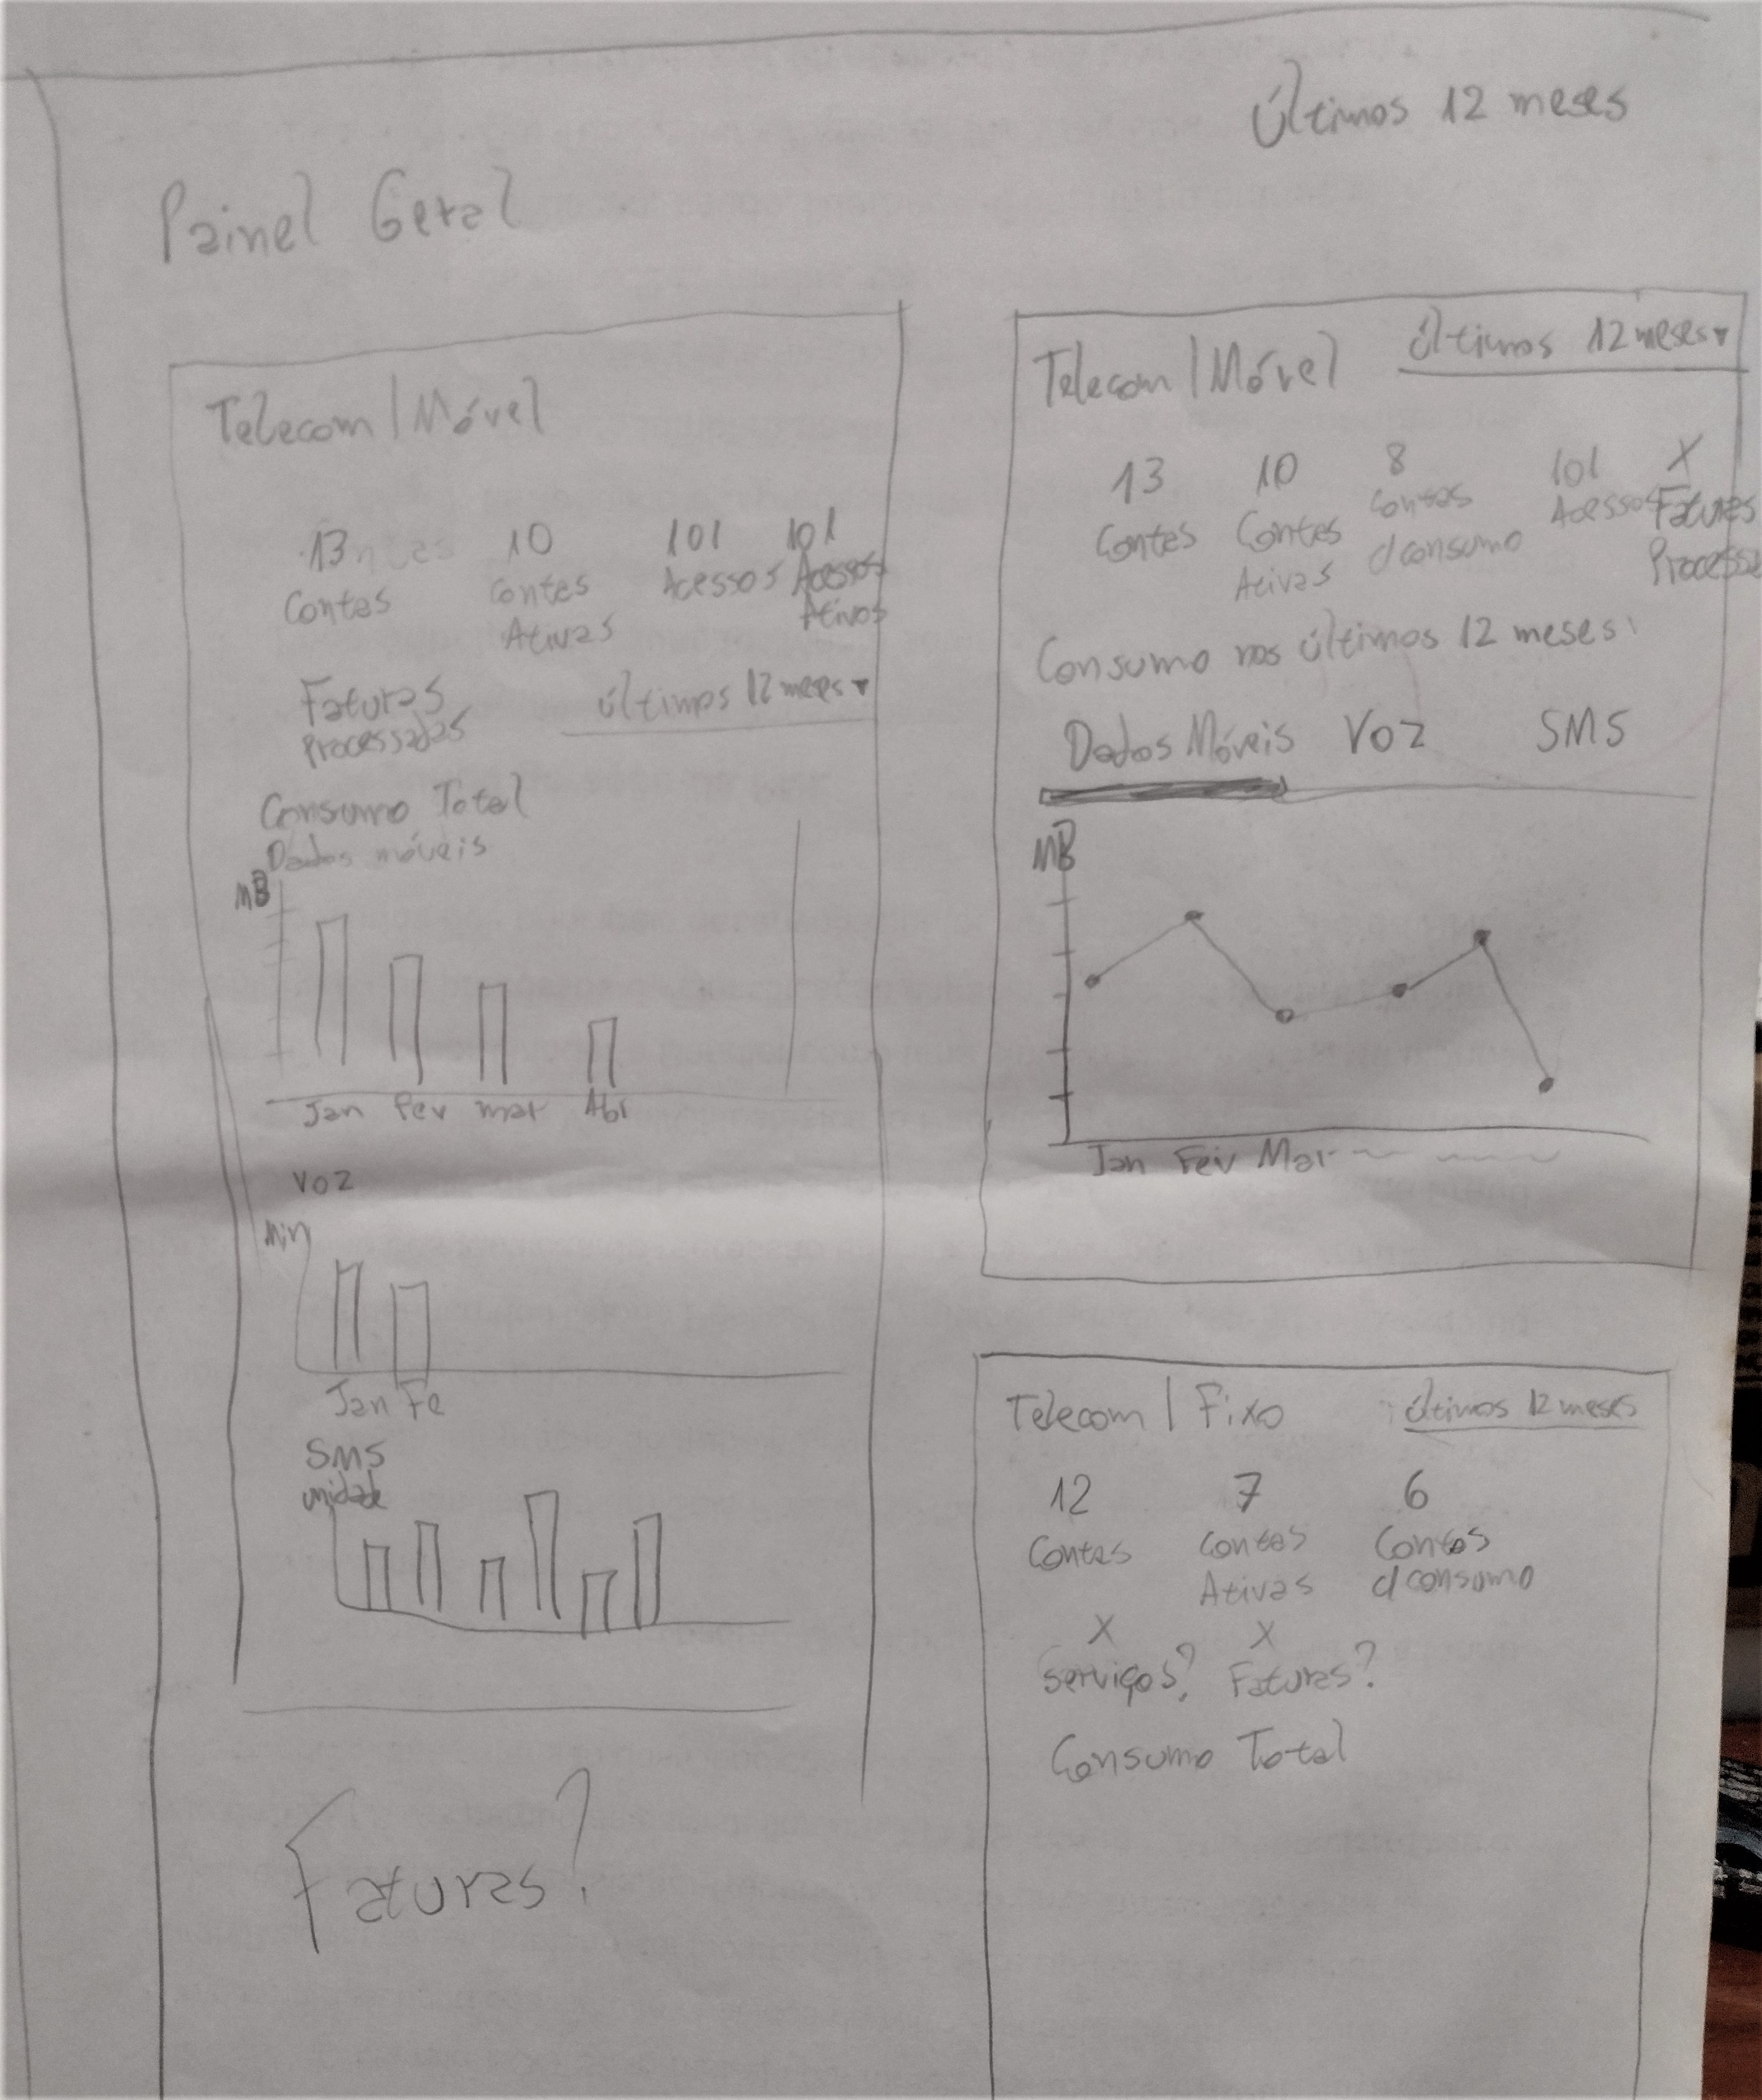 Últimos 12 meses
Painel Geral
Telecom | Móvel
13 10 101 101
Contas Contas Ativas Acessos Acessos Ativos
Faturas Processadas
Últimos 12 meses ▾
Consumo Total
Dados móveis
MB
Jan Fev mar Abr
Voz
Min
Jan Fe
SMS
unidade
Faturas?
Telecom | Móvel
Últimos 12 meses ▾
13 10 8 101 X
Contas Contas Ativas Contas c/consumo Acessos Faturas Processa
Consumo nos últimos 12 meses:
Dados Móveis Voz SMS
MB
Jan Fev Mar
Telecom | Fixo
Últimos 12 meses
12 7 6
Contas Contas Ativas Contas c/consumo
X X
serviços? Faturas?
Consumo Total